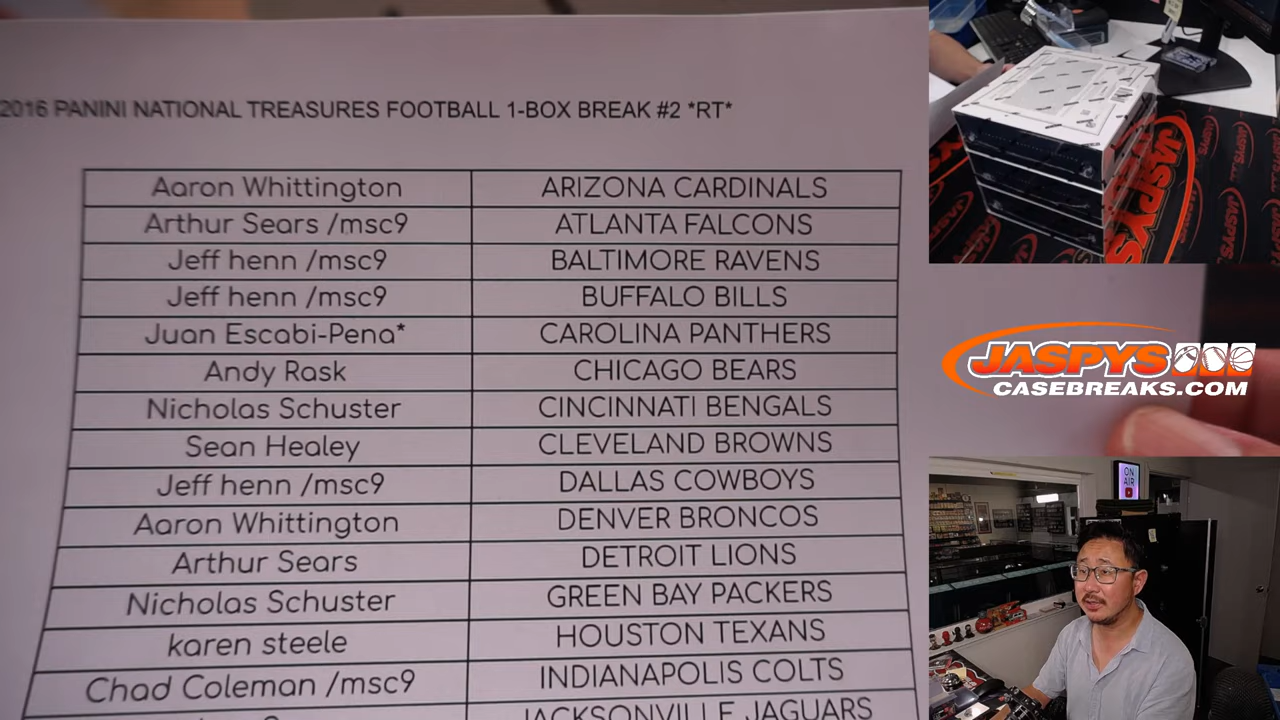 2016 PANINI NATIONAL TREASURES FOOTBALL 1-BOX BREAK #2 *RT*
Aaron Whittington ARIZONA CARDINALS
Arthur Sears /msc9 ATLANTA FALCONS
Jeff henn /msc9 BALTIMORE RAVENS
Jeff henn /msc9 BUFFALO BILLS
Juan Escabi-Pena* CAROLINA PANTHERS
Andy Rask CHICAGO BEARS
Nicholas Schuster CINCINNATI BENGALS
Sean Healey CLEVELAND BROWNS
Jeff henn /msc9 DALLAS COWBOYS
Aaron Whittington DENVER BRONCOS
Arthur Sears DETROIT LIONS
Nicholas Schuster GREEN BAY PACKERS
karen steele HOUSTON TEXANS
Chad Coleman /msc9 INDIANAPOLIS COLTS
JACKSONVILLE JAGUARS
JASPYS
JASPYS
JASPYS
JASPYS
CASEBREAKS.COM
ON
AIR